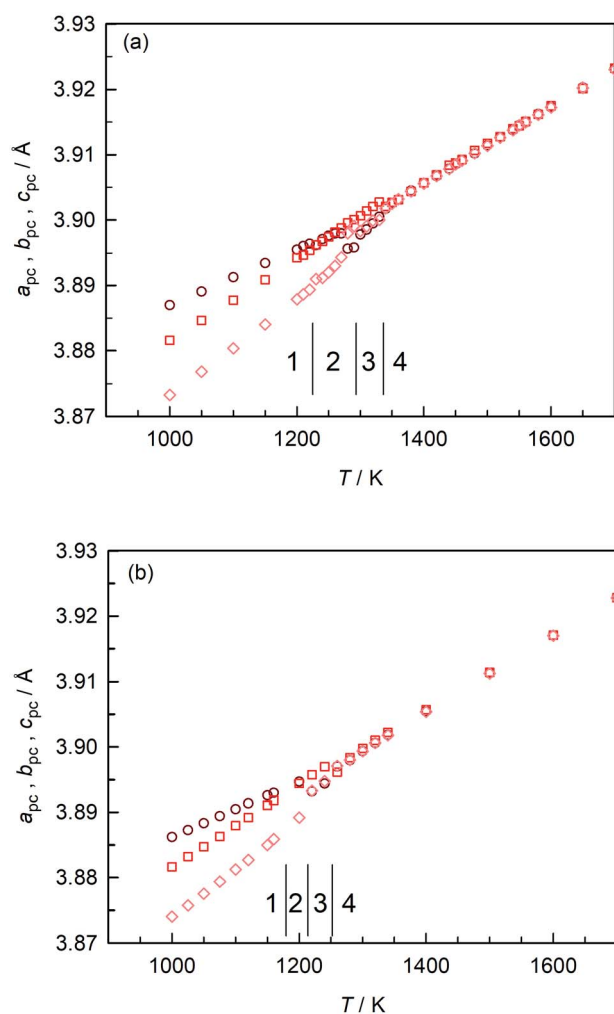 (a)
a_pc , b_pc , c_pc / Å
3.93
3.92
3.91
3.90
3.89
3.88
3.87
1 2 3 4
1000 1200 1400 1600
T / K
(b)
a_pc , b_pc , c_pc / Å
3.93
3.92
3.91
3.90
3.89
3.88
3.87
1 2 3 4
1000 1200 1400 1600
T / K